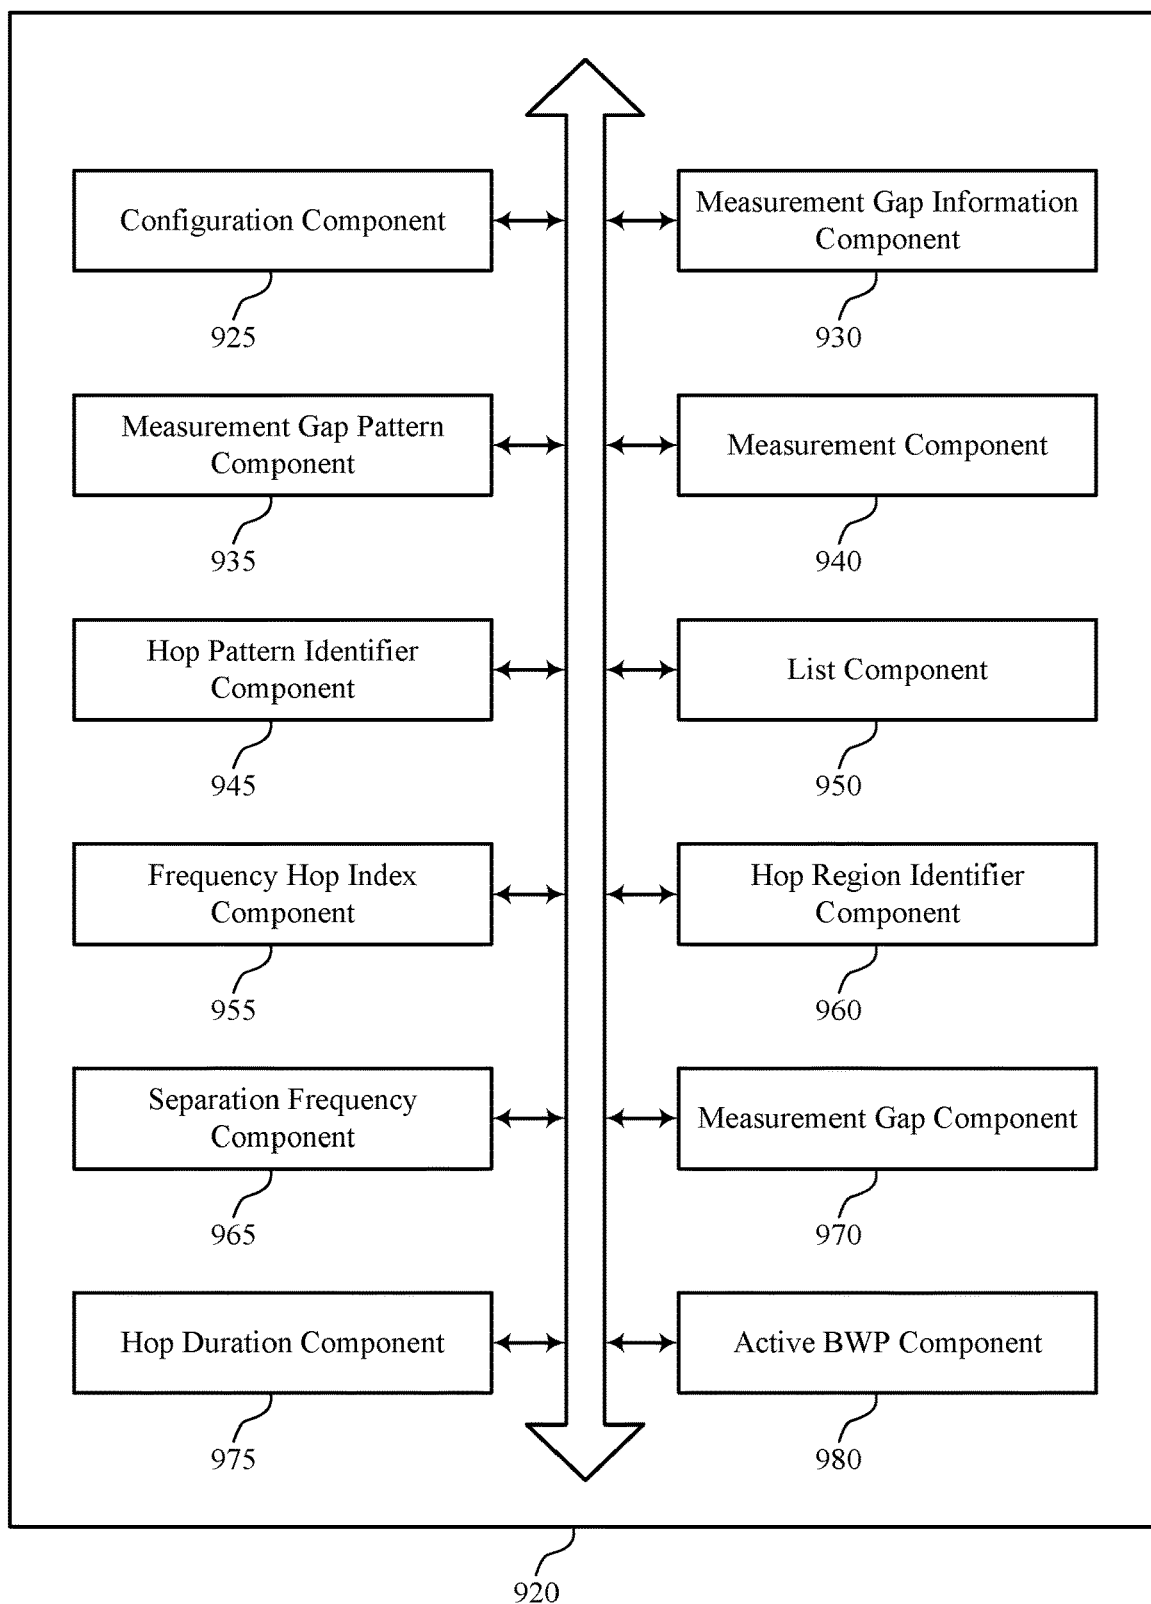 Configuration Component
925
Measurement Gap Information
Component
930
Measurement Gap Pattern
Component
935
Measurement Component
940
Hop Pattern Identifier
Component
945
List Component
950
Frequency Hop Index
Component
955
Hop Region Identifier
Component
960
Separation Frequency
Component
965
Measurement Gap Component
970
Hop Duration Component
975
Active BWP Component
980
920